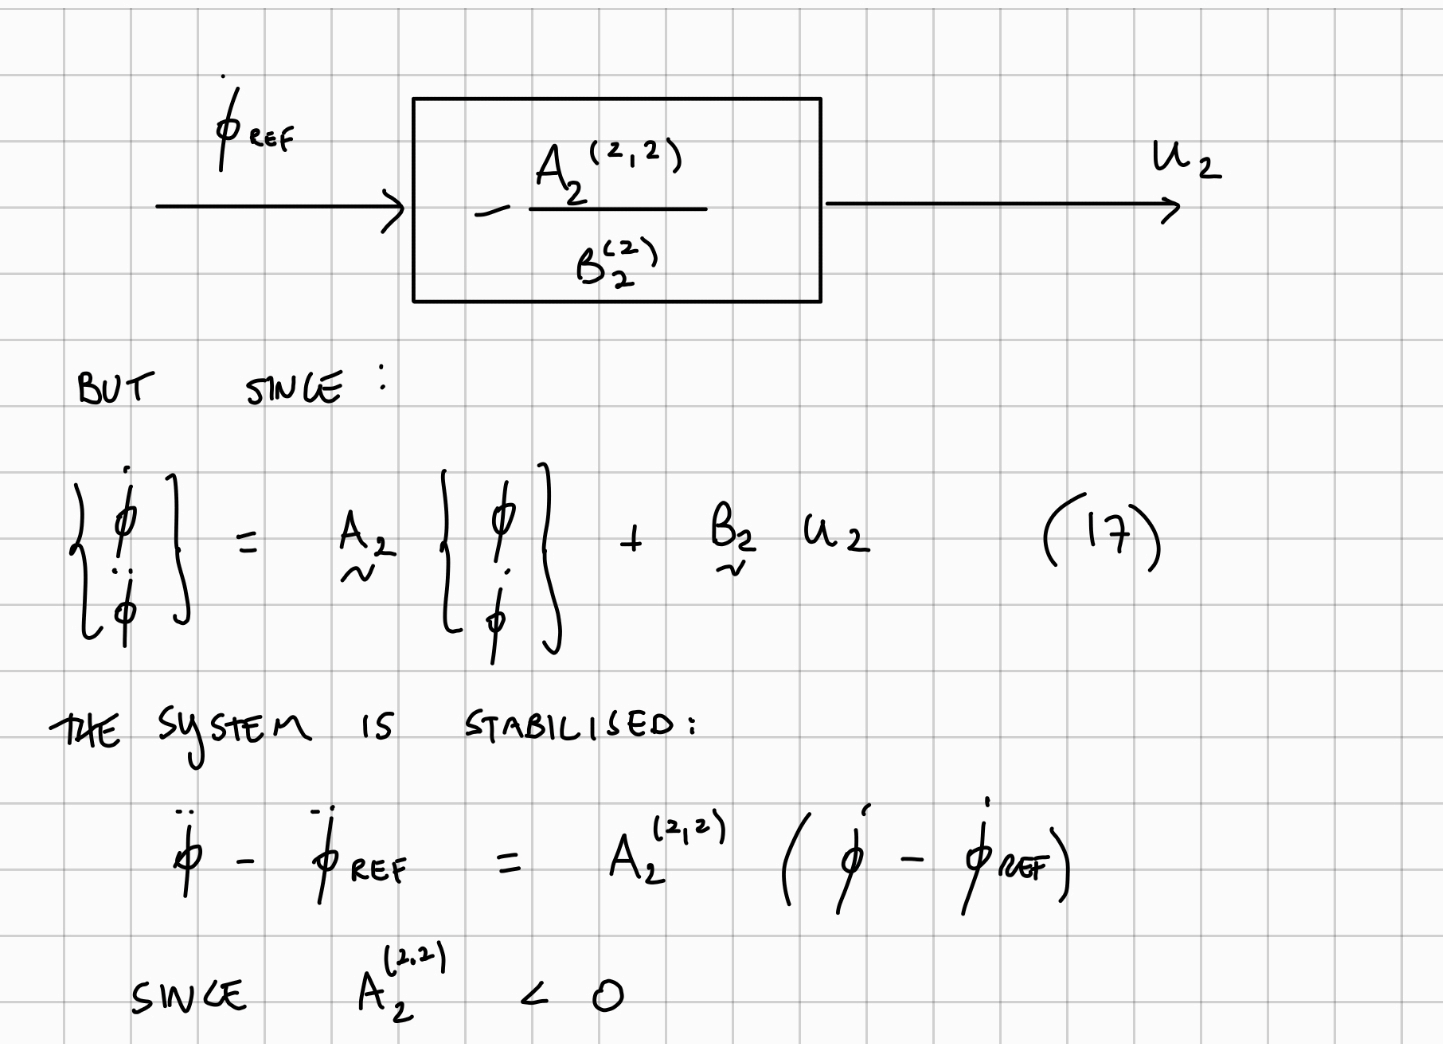 φ̇ REF
- A₂^(2,2) / B₂^(2)
u₂
BUT SINCE :
{φ̇ φ̈} = A₂ {φ φ̇} + B₂ u₂ (17)
THE SYSTEM IS STABILISED:
φ̈ - φ̈ REF = A₂^(2,2) (φ̇ - φ̇ REF)
SINCE A₂^(2,2) < 0